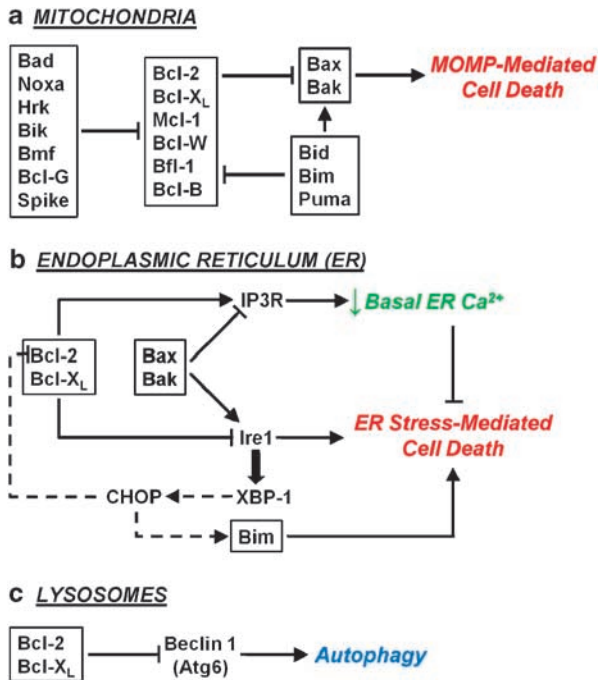 a MITOCHONDRIA
Bad
Noxa
Hrk
Bik
Bmf
Bcl-G
Spike
Bcl-2
Bcl-XL
Mcl-1
Bcl-W
Bfl-1
Bcl-B
Bax
Bak
Bid
Bim
Puma
MOMP-Mediated
Cell Death
b ENDOPLASMIC RETICULUM (ER)
IP3R
↓ Basal ER Ca²⁺
Bcl-2
Bcl-XL
Bax
Bak
Ire1
ER Stress-Mediated
Cell Death
CHOP
XBP-1
Bim
c LYSOSOMES
Bcl-2
Bcl-XL
Beclin 1
(Atg6)
Autophagy